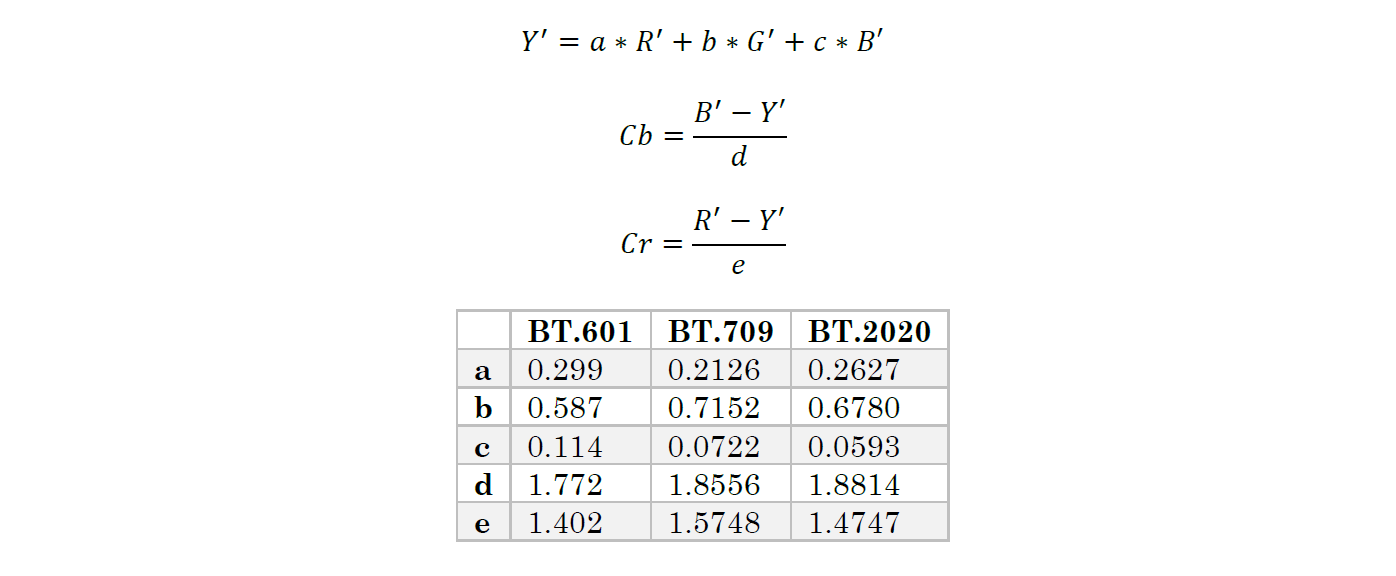 Y′ = a ∗ R′ + b ∗ G′ + c ∗ B′
Cb = B′ − Y′ / d
Cr = R′ − Y′ / e
BT.601 BT.709 BT.2020
a 0.299 0.2126 0.2627
b 0.587 0.7152 0.6780
c 0.114 0.0722 0.0593
d 1.772 1.8556 1.8814
e 1.402 1.5748 1.4747